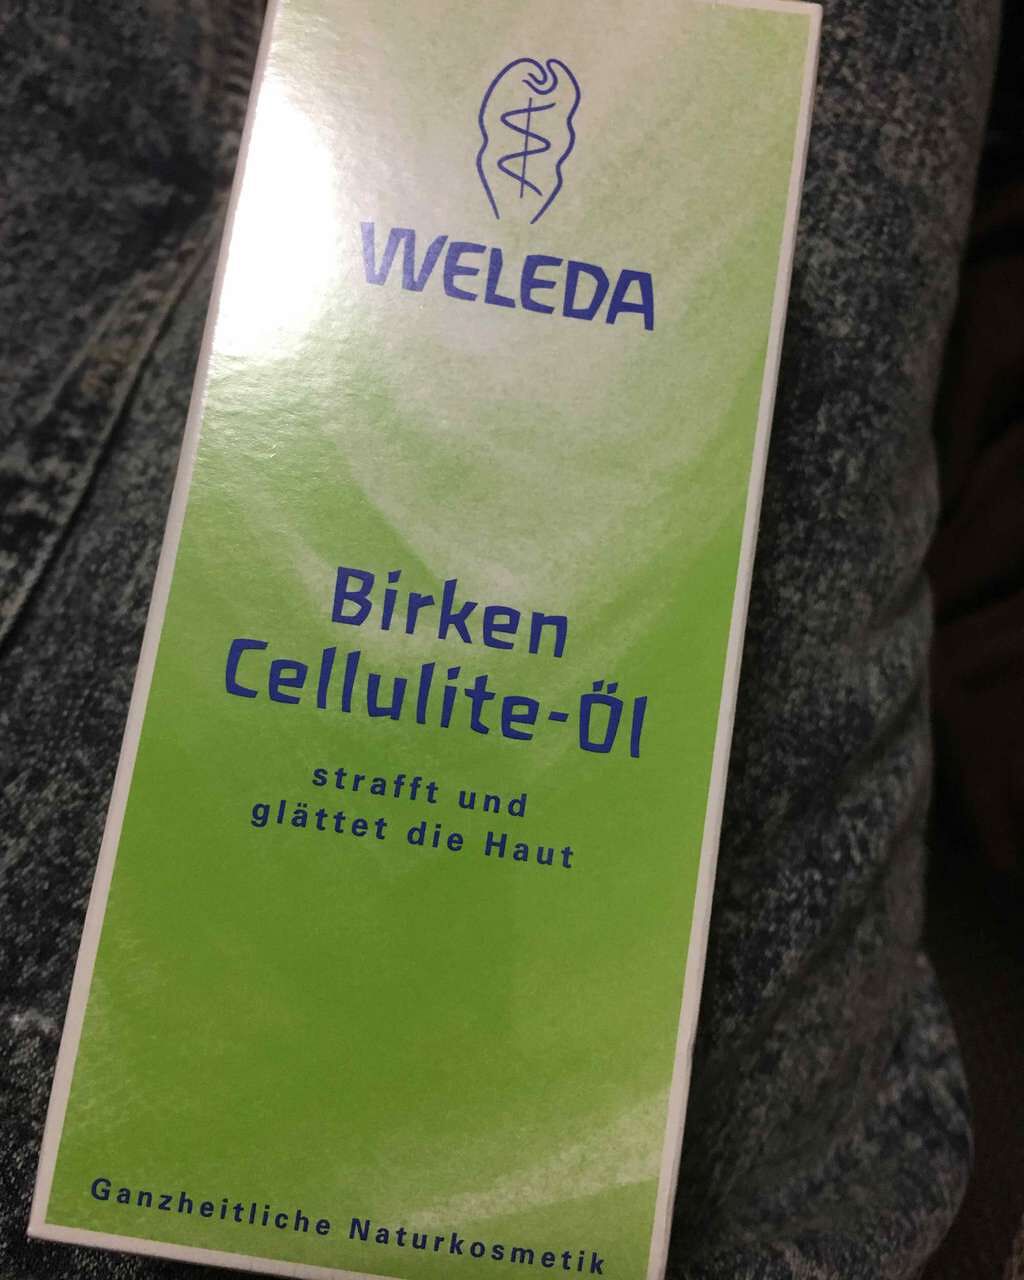 WELEDA
Birken
Cellulite-Öl
strafft und
glättet die Haut
Ganzheitliche Naturkosmetik